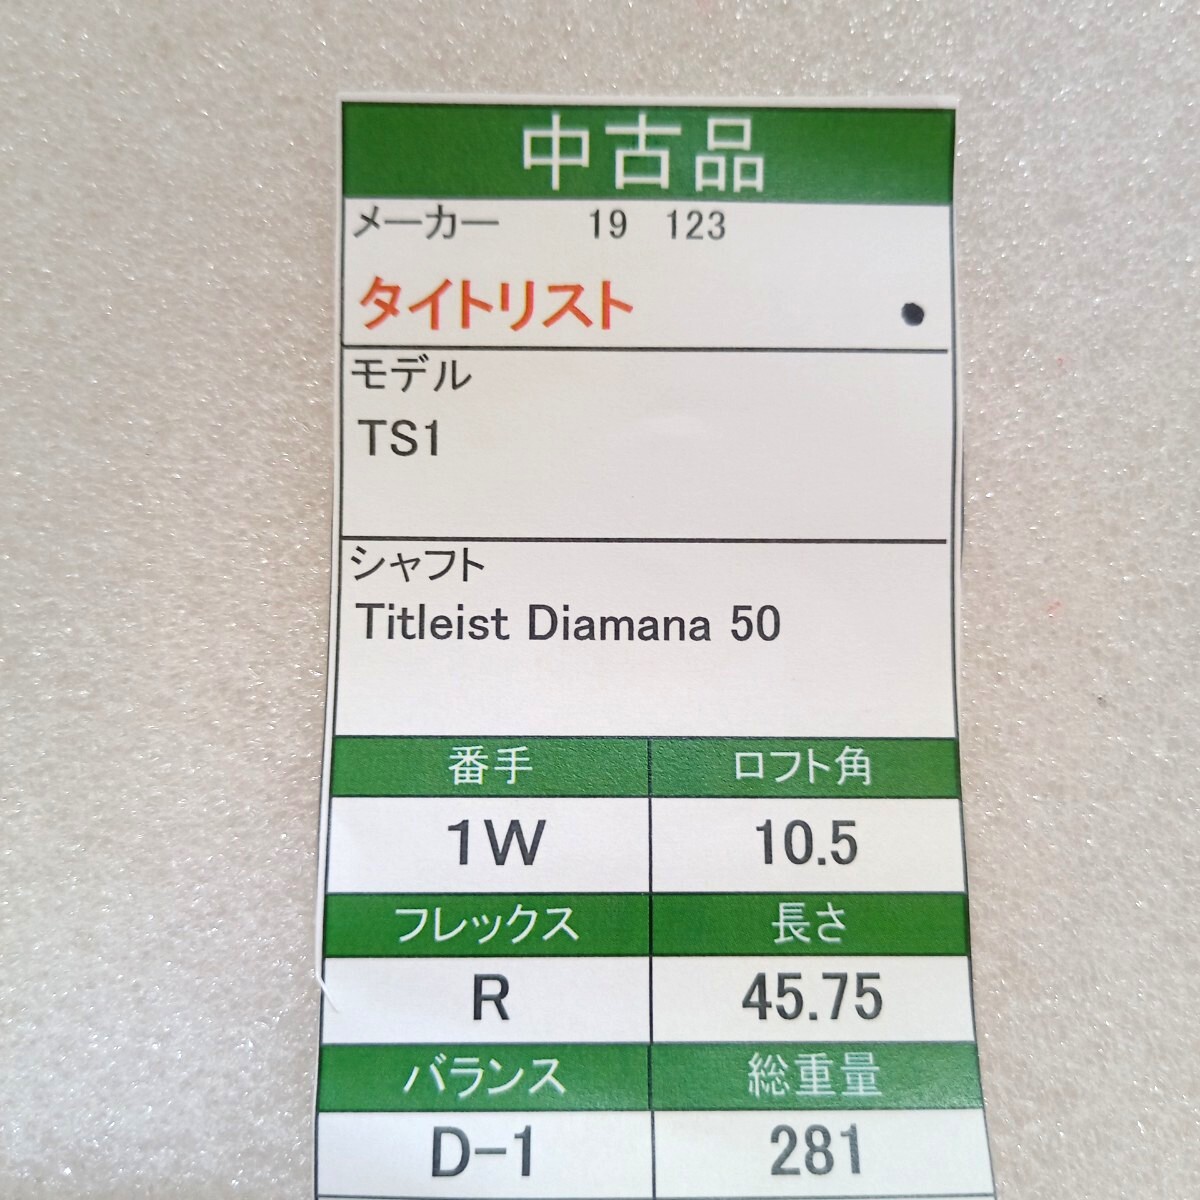 中古品
メーカー 19 123
タイトリスト
モデル
TS1
シャフト
Titleist Diamana 50
番手 ロフト角
1W 10.5
フレックス 長さ
R 45.75
バランス 総重量
D-1 281